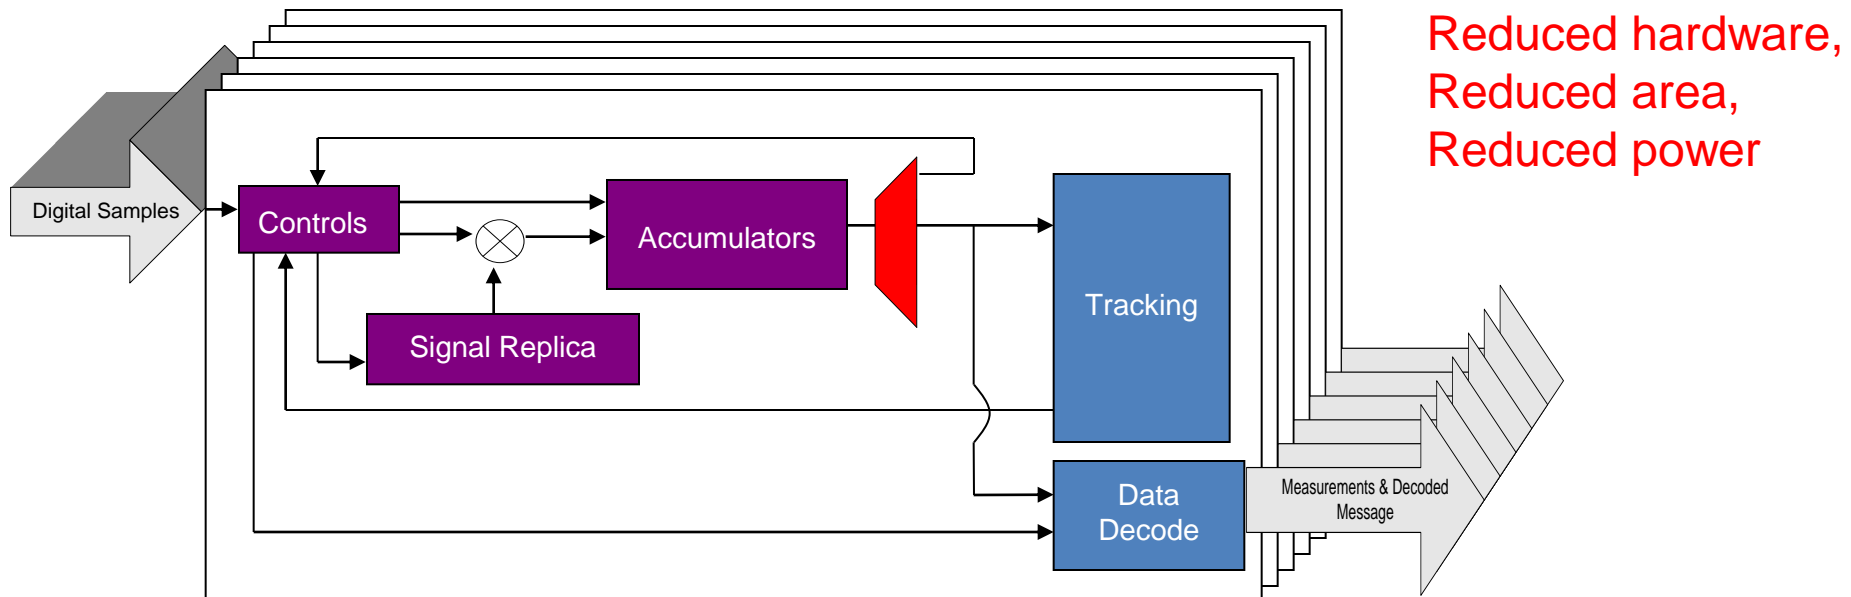 Reduced hardware,
Reduced area,
Reduced power
Digital Samples
Controls
Accumulators
Signal Replica
Tracking
Data
Decode
Measurements & Decoded
Message